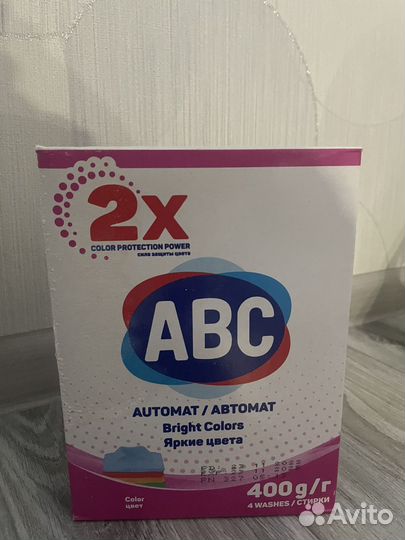 2X
COLOR PROTECTION POWER
СИЛА ЗАЩИТЫ ЦВЕТА
ABC
AUTOMAT / АВТОМАТ
Bright Colors
Яркие цвета
Color
цвет
400 g/г
4 WASHES / СТИРКИ
Avito